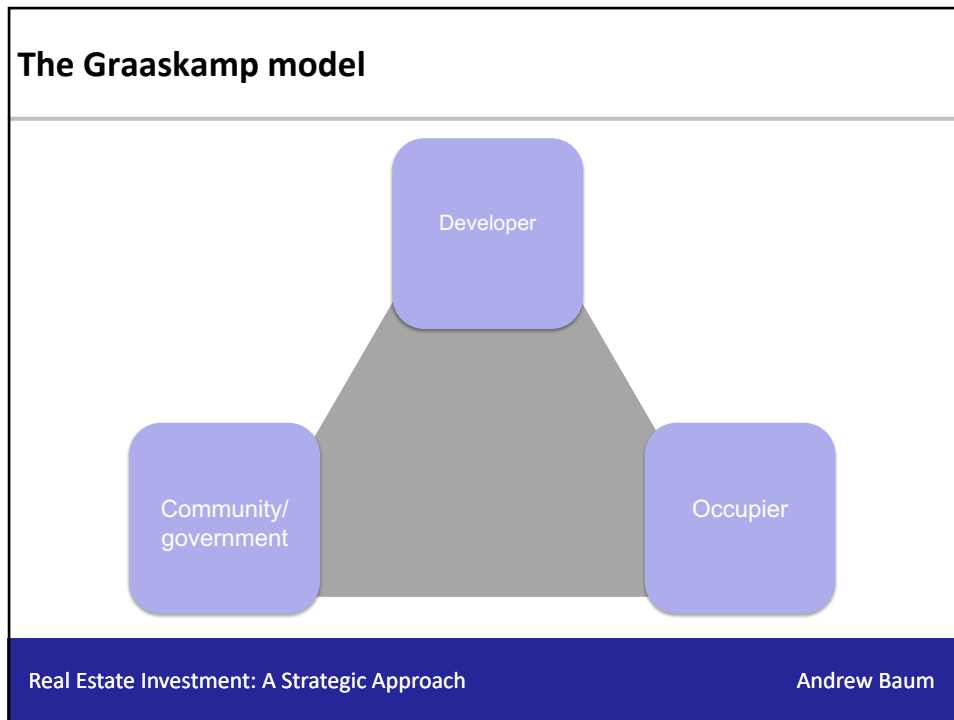 The Graaskamp model
Developer
Community/
government
Occupier
Real Estate Investment: A Strategic Approach
Andrew Baum